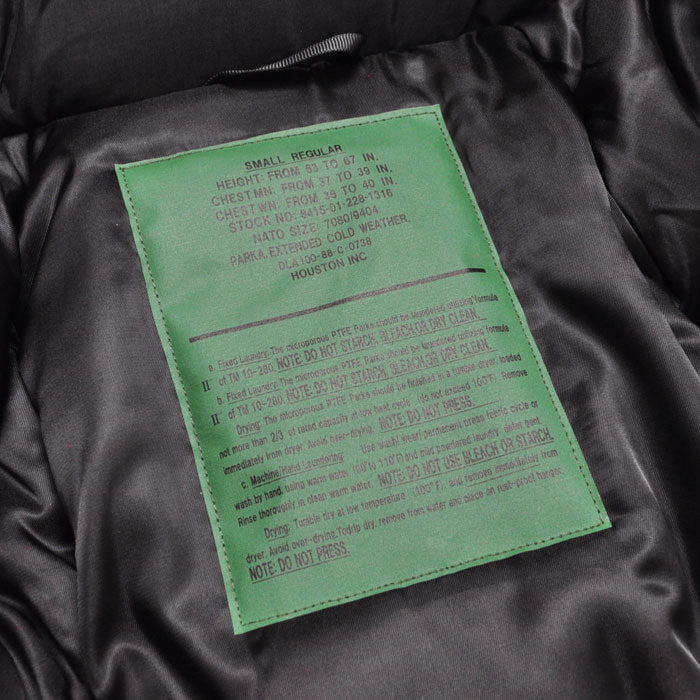 SMALL REGULAR
HEIGHT: FROM 63 TO 67 IN.
CHEST MN: FROM 37 TO 39 IN.
CHEST WN: FROM 36 TO 40 IN.
STOCK NO: 8415-01-228-1316
NATO SIZE: 7080/9404
PARKA, EXTENDED COLD WEATHER,
DLA100-88-C-0738
HOUSTON INC
a. Fixed Laundry: The microporous PTFE Parka should be laundered utilizing formula
II of TM 10-280. NOTE: DO NOT STARCH, BLEACH OR DRY CLEAN.
b. Fixed Laundry: The microporous PTFE Parka should be laundered utilizing formula
II of TM 10-280. NOTE: DO NOT STARCH, BLEACH OR DRY CLEAN.
Drying: The microporous PTFE Parka should be finished in a tumble dryer, loaded
not more than 2/3 of rated capacity at low heat cycle (do not exceed 160°F). Remove
immediately from dryer. Avoid over-drying. NOTE: DO NOT PRESS.
c. Machine/Hand Laundering: Use wash/wear permanent press fabric cycle or
wash by hand, using warm water to 110°F) and mild powdered laundry
Rinse thoroughly in clean warm water. NOTE: DO NOT USE BLEACH OR STARCH.
Drying: Tumble dry at low temperature (100°F), and remove immediately from
dryer. Avoid over-drying. To drip dry, remove from water and place on rust-proof hanger.
NOTE: DO NOT PRESS.